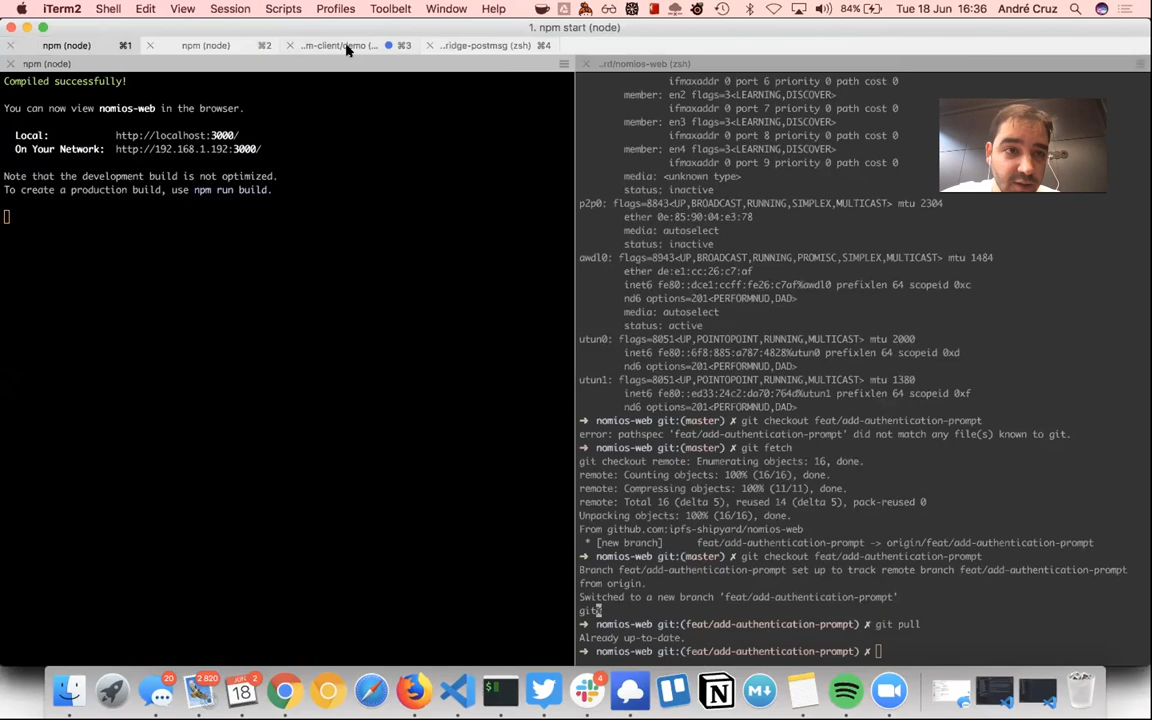 iTerm2 Shell Edit View Session Scripts Profiles Toolbelt Window Help 84% Tue 18 Jun 16:36 André Cruz
1. npm start (node)
npm (node) ⌘1 npm (node) ⌘2 ..m-client/demo (... ⌘3 ..ridge-postmsg (zsh) ⌘4
npm (node)
Compiled successfully!
You can now view nomios-web in the browser.
Local: http://localhost:3000/
On Your Network: http://192.168.1.192:3000/
Note that the development build is not optimized.
To create a production build, use npm run build.
..rd/nomios-web (zsh)
ifmaxaddr 0 port 6 priority 0 path cost 0
member: en2 flags=3<LEARNING,DISCOVER>
ifmaxaddr 0 port 7 priority 0 path cost 0
member: en3 flags=3<LEARNING,DISCOVER>
ifmaxaddr 0 port 8 priority 0 path cost 0
member: en4 flags=3<LEARNING,DISCOVER>
ifmaxaddr 0 port 9 priority 0 path cost 0
media: <unknown type>
status: inactive
p2p0: flags=8843<UP,BROADCAST,RUNNING,SIMPLEX,MULTICAST> mtu 2304
ether 0e:85:90:04:e3:78
media: autoselect
status: inactive
awdl0: flags=8943<UP,BROADCAST,RUNNING,PROMISC,SIMPLEX,MULTICAST> mtu 1484
ether de:e1:cc:26:c7:af
inet6 fe80::dce1:ccff:fe26:c7af%awdl0 prefixlen 64 scopeid 0xc
nd6 options=201<PERFORMNUD,DAD>
media: autoselect
status: active
utun0: flags=8051<UP,POINTOPOINT,RUNNING,MULTICAST> mtu 2000
inet6 fe80::6f8:885:a787:4828%utun0 prefixlen 64 scopeid 0xd
nd6 options=201<PERFORMNUD,DAD>
utun1: flags=8051<UP,POINTOPOINT,RUNNING,MULTICAST> mtu 1380
inet6 fe80::ed33:24c2:da70:764d%utun1 prefixlen 64 scopeid 0xf
nd6 options=201<PERFORMNUD,DAD>
➜ nomios-web git:(master) ✗ git checkout feat/add-authentication-prompt
error: pathspec 'feat/add-authentication-prompt' did not match any file(s) known to git.
➜ nomios-web git:(master) ✗ git fetch
git checkout remote: Enumerating objects: 16, done.
remote: Counting objects: 100% (16/16), done.
remote: Compressing objects: 100% (11/11), done.
remote: Total 16 (delta 5), reused 14 (delta 5), pack-reused 0
Unpacking objects: 100% (16/16), done.
From github.com:ipfs-shipyard/nomios-web
* [new branch] feat/add-authentication-prompt -> origin/feat/add-authentication-prompt
➜ nomios-web git:(master) ✗ git checkout feat/add-authentication-prompt
Branch feat/add-authentication-prompt set up to track remote branch feat/add-authentication-prompt
from origin.
Switched to a new branch 'feat/add-authentication-prompt'
git
➜ nomios-web git:(feat/add-authentication-prompt) ✗ git pull
Already up-to-date.
➜ nomios-web git:(feat/add-authentication-prompt) ✗
20 2 820 JUN 2 18 4